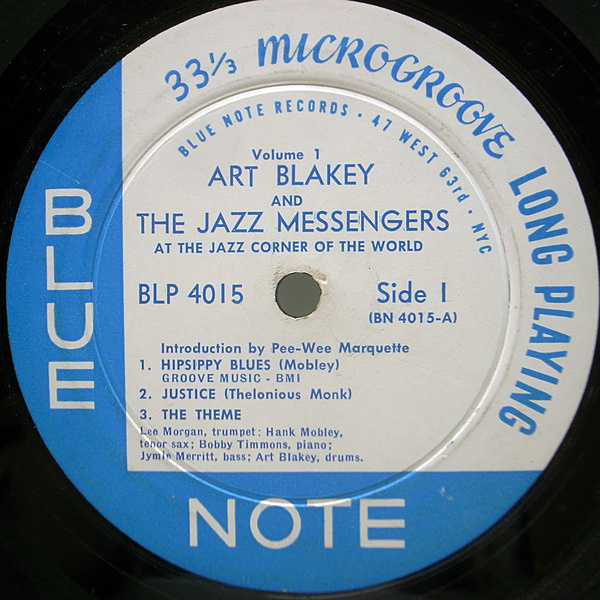 33⅓ MICROGROOVE LONG PLAYING
BLUE NOTE RECORDS • 47 WEST 63rd • NYC
Volume 1
ART BLAKEY
AND
THE JAZZ MESSENGERS
AT THE JAZZ CORNER OF THE WORLD
BLP 4015
Side 1
(BN 4015-A)
Introduction by Pee-Wee Marquette
1. HIPSIPPY BLUES (Mobley)
GROOVE MUSIC - BMI
2. JUSTICE (Thelonious Monk)
3. THE THEME
Lee Morgan, trumpet; Hank Mobley,
tenor sax; Bobby Timmons, piano;
Jymie Merritt, bass; Art Blakey, drums.
BLUE
NOTE